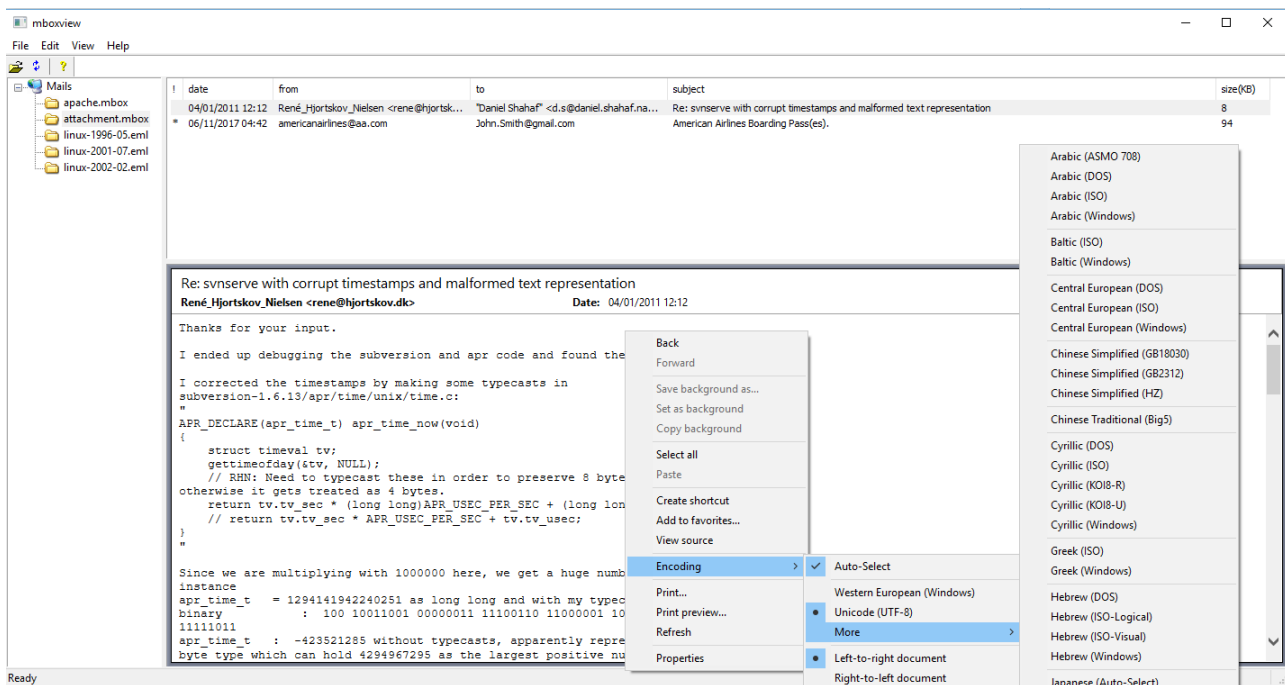 mboxview
File Edit View Help
?
Mails
apache.mbox
attachment.mbox
linux-1996-05.eml
linux-2001-07.eml
linux-2002-02.eml
! date from to subject size(KB)
04/01/2011 12:12 René_Hjortskov_Nielsen <rene@hjortsk... "Daniel Shahaf" <d.s@daniel.shahaf.na... Re: svnserve with corrupt timestamps and malformed text representation 8
* 06/11/2017 04:42 americanairlines@aa.com John.Smith@gmail.com American Airlines Boarding Pass(es). 94
Re: svnserve with corrupt timestamps and malformed text representation
René_Hjortskov_Nielsen <rene@hjortskov.dk> Date: 04/01/2011 12:12
Thanks for your input.
I ended up debugging the subversion and apr code and found the
I corrected the timestamps by making some typecasts in
subversion-1.6.13/apr/time/unix/time.c:
"
APR_DECLARE(apr_time_t) apr_time_now(void)
{
struct timeval tv;
gettimeofday(&tv, NULL);
// RHN: Need to typecast these in order to preserve 8 byte
otherwise it gets treated as 4 bytes.
return tv.tv_sec * (long long)APR_USEC_PER_SEC + (long lon
// return tv.tv_sec * APR_USEC_PER_SEC + tv.tv_usec;
}
"
Since we are multiplying with 1000000 here, we get a huge numb
instance
apr_time_t = 1294141942240251 as long long and with my typec
binary : 100 10011001 00000011 11100110 11000001 10
11111011
apr_time_t : -423521285 without typecasts, apparently repre
byte type which can hold 4294967295 as the largest positive nu
Back
Forward
Save background as...
Set as background
Copy background
Select all
Paste
Create shortcut
Add to favorites...
View source
Encoding
Print...
Print preview...
Refresh
Properties
Auto-Select
Western European (Windows)
Unicode (UTF-8)
More
Left-to-right document
Right-to-left document
Arabic (ASMO 708)
Arabic (DOS)
Arabic (ISO)
Arabic (Windows)
Baltic (ISO)
Baltic (Windows)
Central European (DOS)
Central European (ISO)
Central European (Windows)
Chinese Simplified (GB18030)
Chinese Simplified (GB2312)
Chinese Simplified (HZ)
Chinese Traditional (Big5)
Cyrillic (DOS)
Cyrillic (ISO)
Cyrillic (KOI8-R)
Cyrillic (KOI8-U)
Cyrillic (Windows)
Greek (ISO)
Greek (Windows)
Hebrew (DOS)
Hebrew (ISO-Logical)
Hebrew (ISO-Visual)
Hebrew (Windows)
Japanese (Auto-Select)
Ready